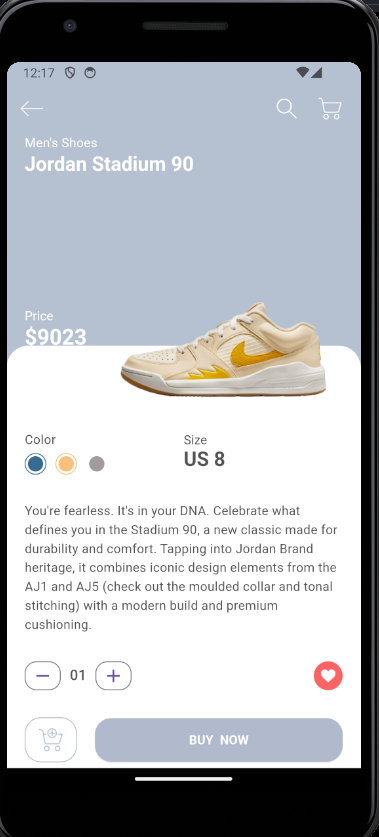 12:17
Men's Shoes
Jordan Stadium 90
Price
$9023
Color
Size
US 8
You're fearless. It's in your DNA. Celebrate what
defines you in the Stadium 90, a new classic made for
durability and comfort. Tapping into Jordan Brand
heritage, it combines iconic design elements from the
AJ1 and AJ5 (check out the moulded collar and tonal
stitching) with a modern build and premium
cushioning.
01
BUY NOW